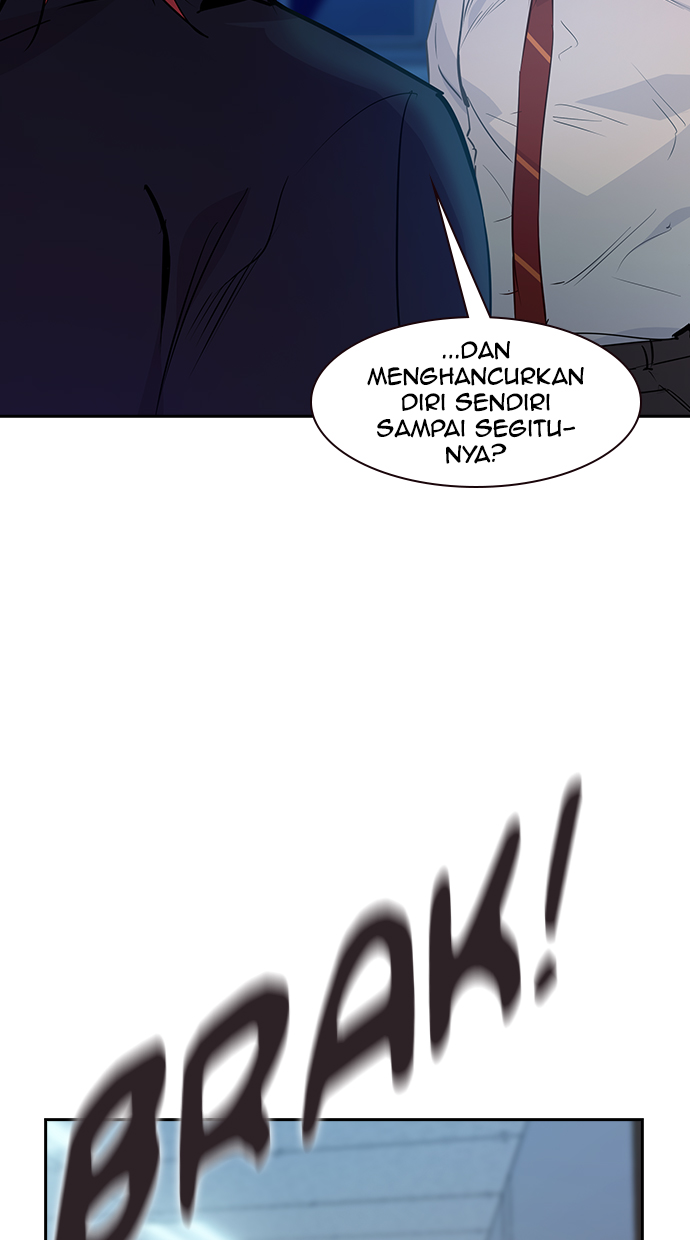 ...DAN
MENGHANCURKAN
DIRI SENDIRI
SAMPAI SEGITU-
NYA?
BRAK!